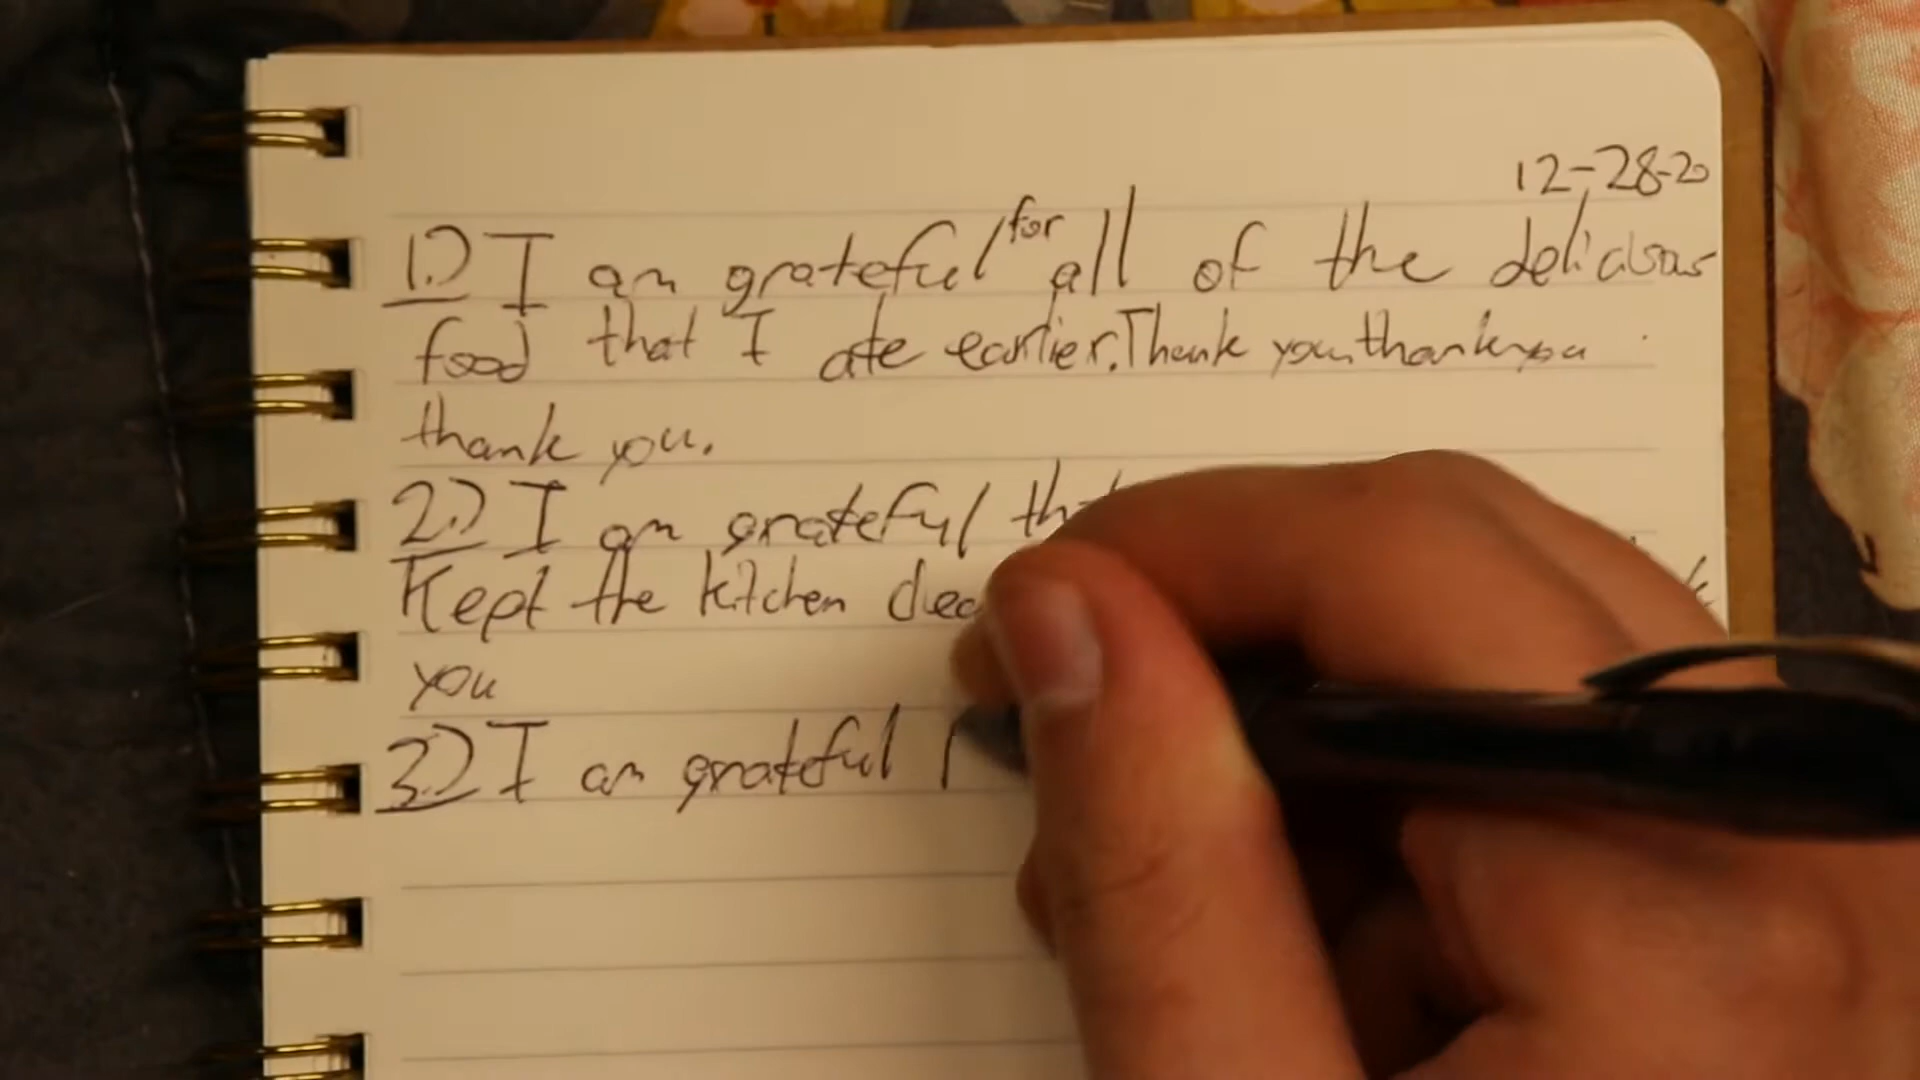 12-28-20
1.) I am grateful for all of the delicious
food that I ate earlier. Thank you. thank you
thank you.
2.) I am grateful
Kept the kitchen
you
3.) I am grateful